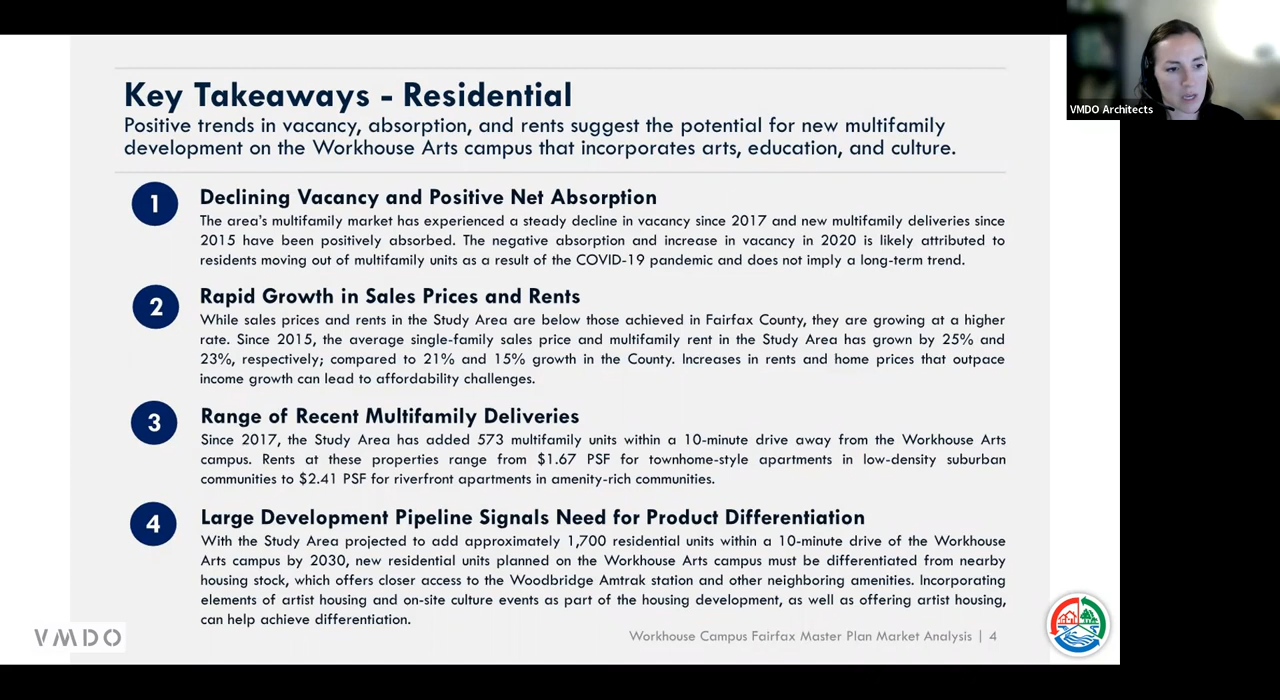 Key Takeaways - Residential
Positive trends in vacancy, absorption, and rents suggest the potential for new multifamily
development on the Workhouse Arts campus that incorporates arts, education, and culture.
1
Declining Vacancy and Positive Net Absorption
The area's multifamily market has experienced a steady decline in vacancy since 2017 and new multifamily deliveries since
2015 have been positively absorbed. The negative absorption and increase in vacancy in 2020 is likely attributed to
residents moving out of multifamily units as a result of the COVID-19 pandemic and does not imply a long-term trend.
2
Rapid Growth in Sales Prices and Rents
While sales prices and rents in the Study Area are below those achieved in Fairfax County, they are growing at a higher
rate. Since 2015, the average single-family sales price and multifamily rent in the Study Area has grown by 25% and
23%, respectively; compared to 21% and 15% growth in the County. Increases in rents and home prices that outpace
income growth can lead to affordability challenges.
3
Range of Recent Multifamily Deliveries
Since 2017, the Study Area has added 573 multifamily units within a 10-minute drive away from the Workhouse Arts
campus. Rents at these properties range from $1.67 PSF for townhome-style apartments in low-density suburban
communities to $2.41 PSF for riverfront apartments in amenity-rich communities.
4
Large Development Pipeline Signals Need for Product Differentiation
With the Study Area projected to add approximately 1,700 residential units within a 10-minute drive of the Workhouse
Arts campus by 2030, new residential units planned on the Workhouse Arts campus must be differentiated from nearby
housing stock, which offers closer access to the Woodbridge Amtrak station and other neighboring amenities. Incorporating
elements of artist housing and on-site culture events as part of the housing development, as well as offering artist housing,
can help achieve differentiation.
Workhouse Campus Fairfax Master Plan Market Analysis | 4
VMDO
VMDO Architects